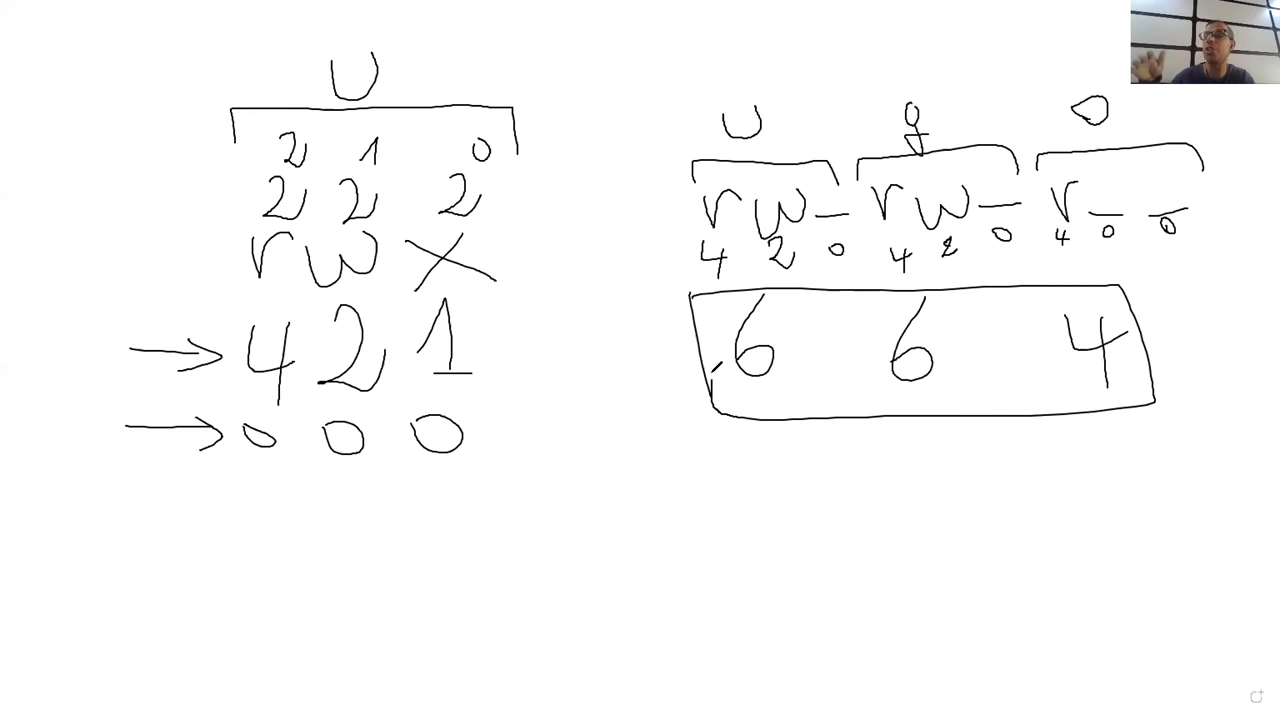 U
2 1 0
2 2 2
r w x
→ 4 2 1
→ 0 0 0
u g o
r w _ r w _ r _ _
4 2 0 4 2 0 4 0 0
6 6 4